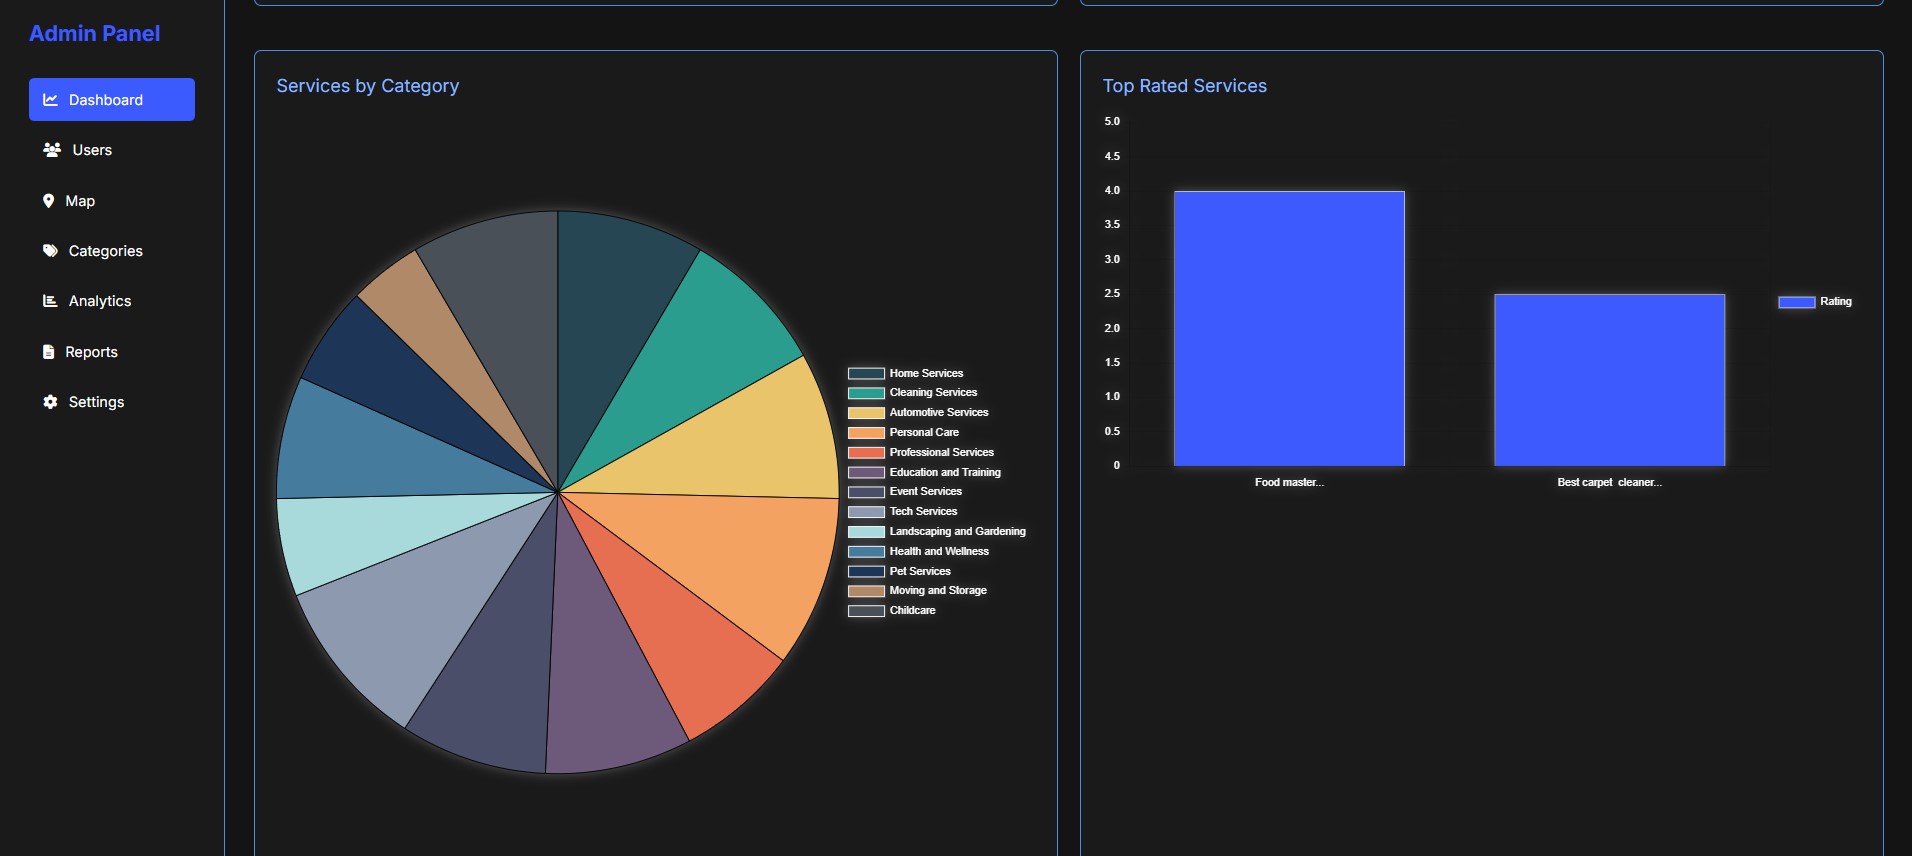 Admin Panel
Dashboard
Users
Map
Categories
Analytics
Reports
Settings
Services by Category
Home Services
Cleaning Services
Automotive Services
Personal Care
Professional Services
Education and Training
Event Services
Tech Services
Landscaping and Gardening
Health and Wellness
Pet Services
Moving and Storage
Childcare
Top Rated Services
5.0
4.5
4.0
3.5
3.0
2.5
2.0
1.5
1.0
0.5
0
Food master...
Best carpet  cleaner...
Rating